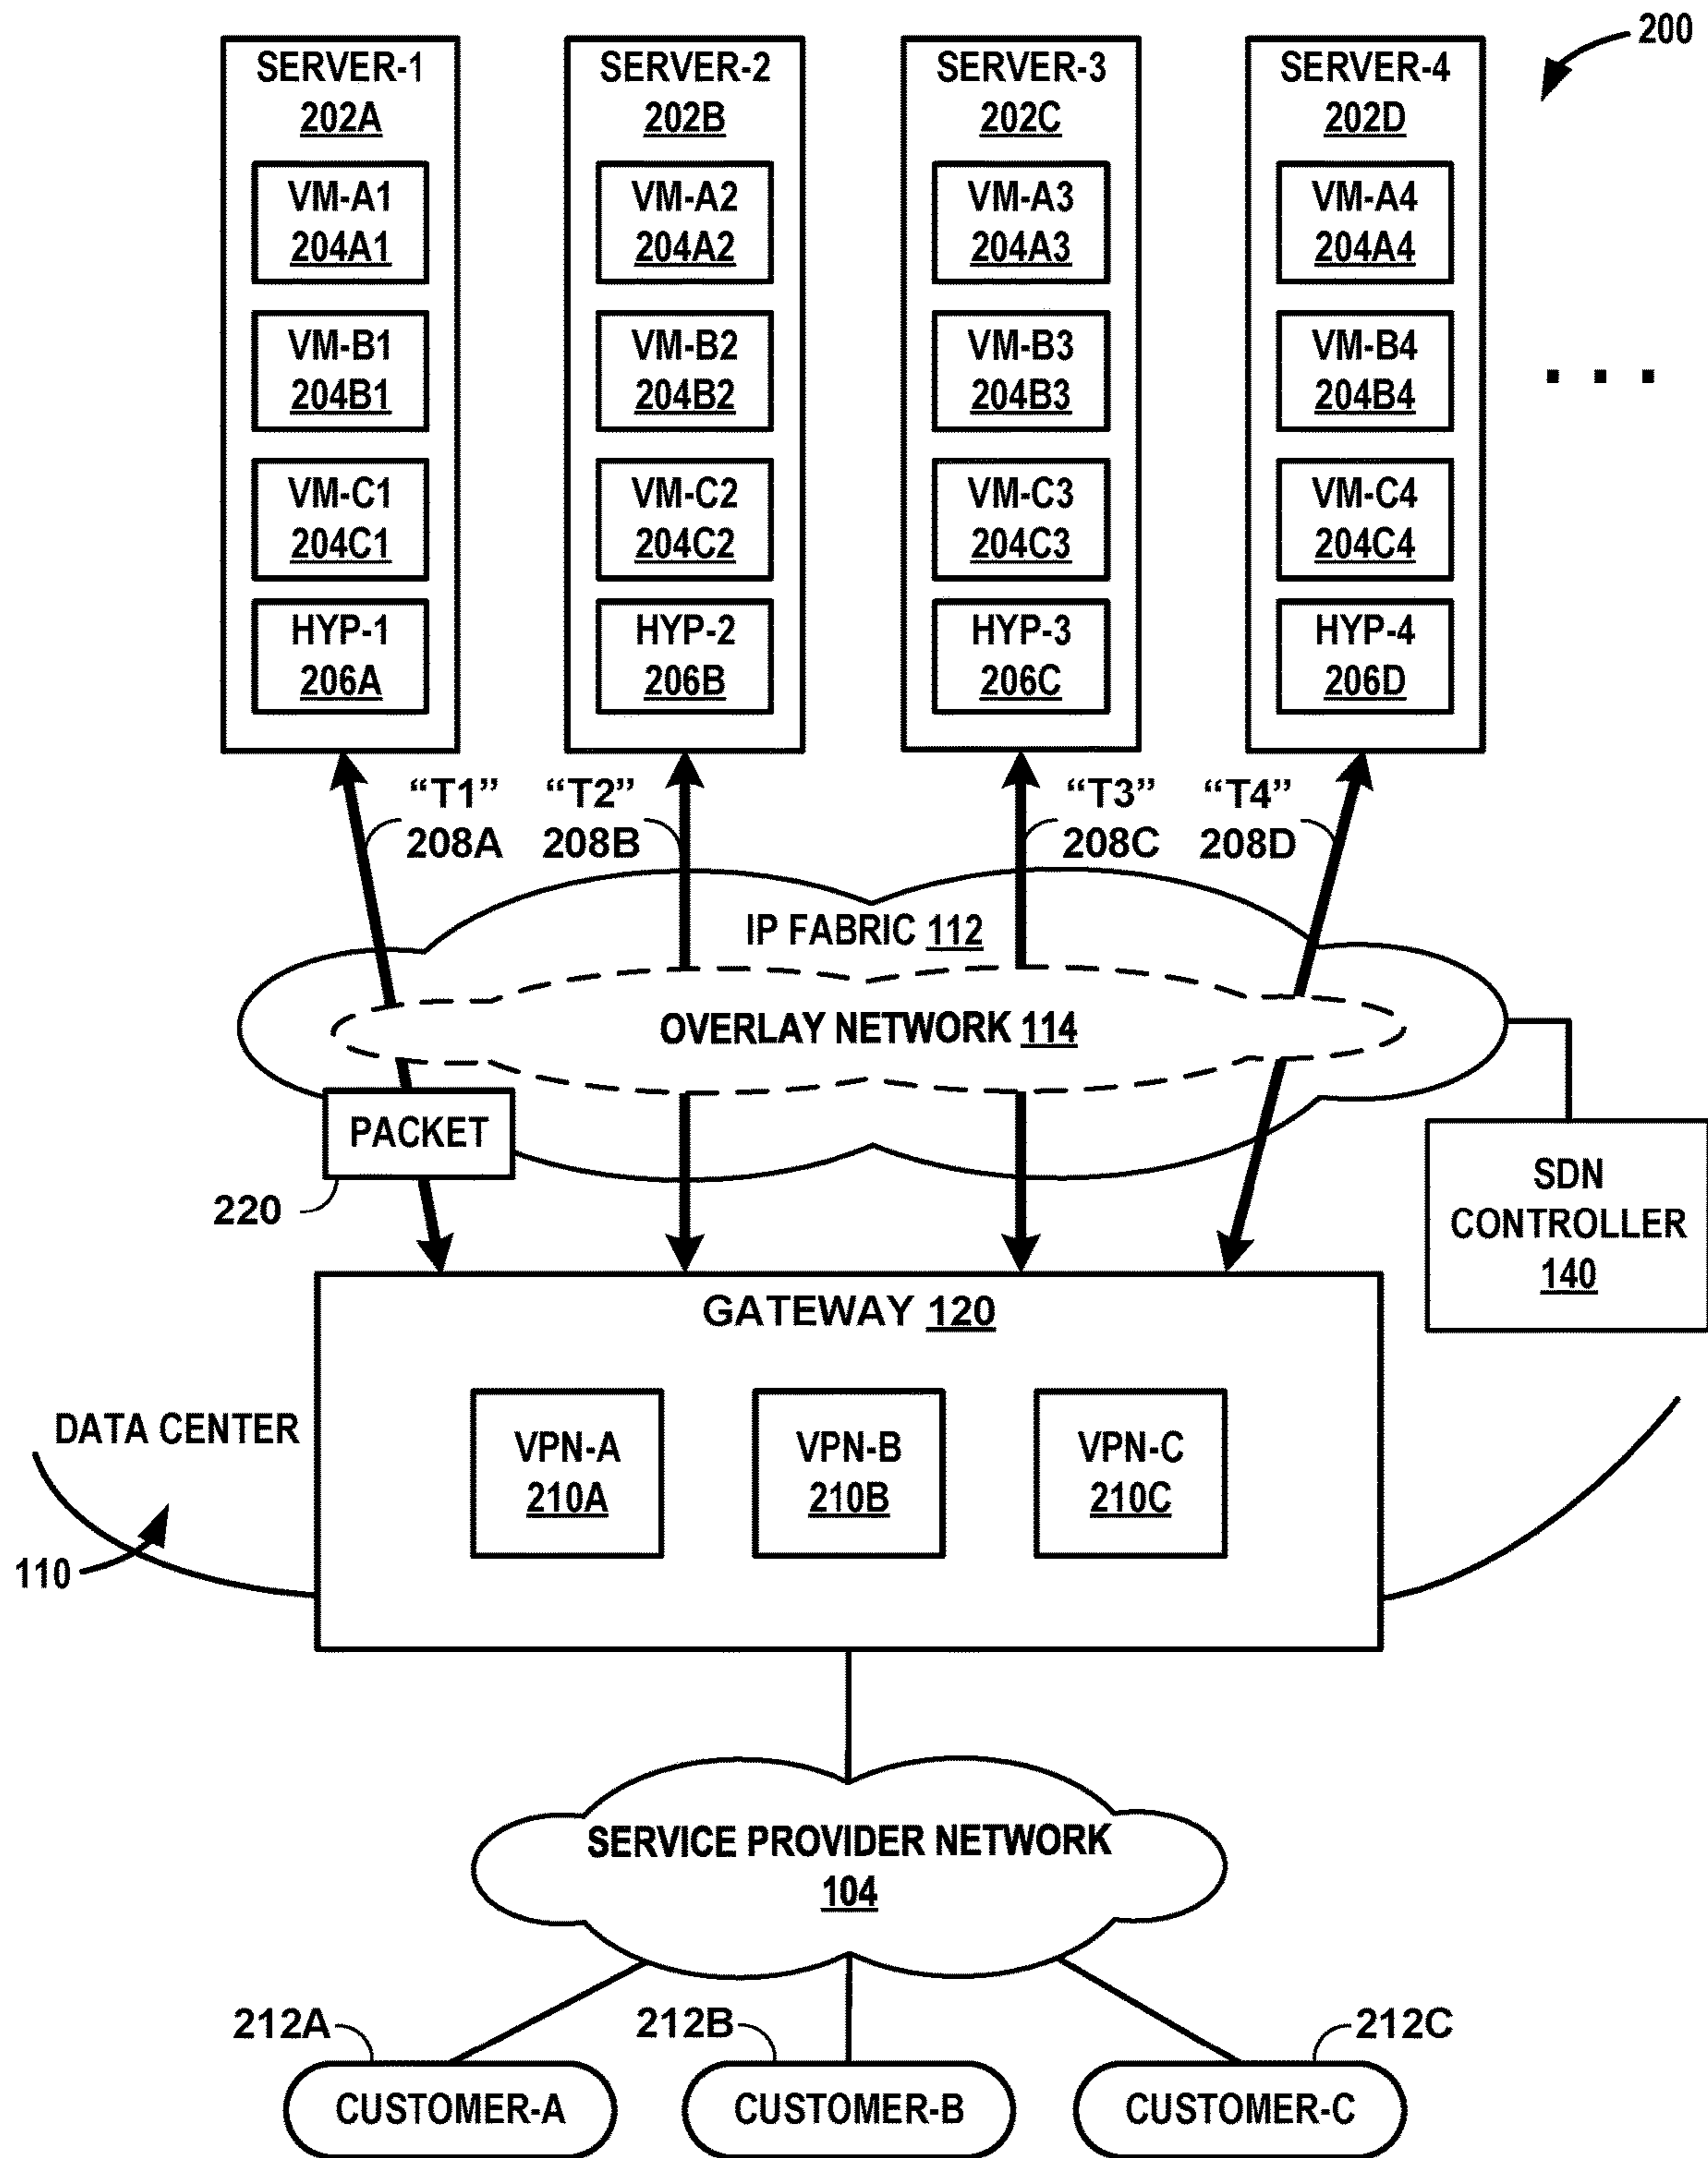 200
SERVER-1
202A
VM-A1
204A1
VM-B1
204B1
VM-C1
204C1
HYP-1
206A
SERVER-2
202B
VM-A2
204A2
VM-B2
204B2
VM-C2
204C2
HYP-2
206B
SERVER-3
202C
VM-A3
204A3
VM-B3
204B3
VM-C3
204C3
HYP-3
206C
SERVER-4
202D
VM-A4
204A4
VM-B4
204B4
VM-C4
204C4
HYP-4
206D
. . .
“T1”
208A
“T2”
208B
“T3”
208C
“T4”
208D
IP FABRIC 112
OVERLAY NETWORK 114
PACKET
220
SDN
CONTROLLER
140
GATEWAY 120
VPN-A
210A
VPN-B
210B
VPN-C
210C
DATA CENTER
110
SERVICE PROVIDER NETWORK
104
212A
212B
212C
CUSTOMER-A
CUSTOMER-B
CUSTOMER-C